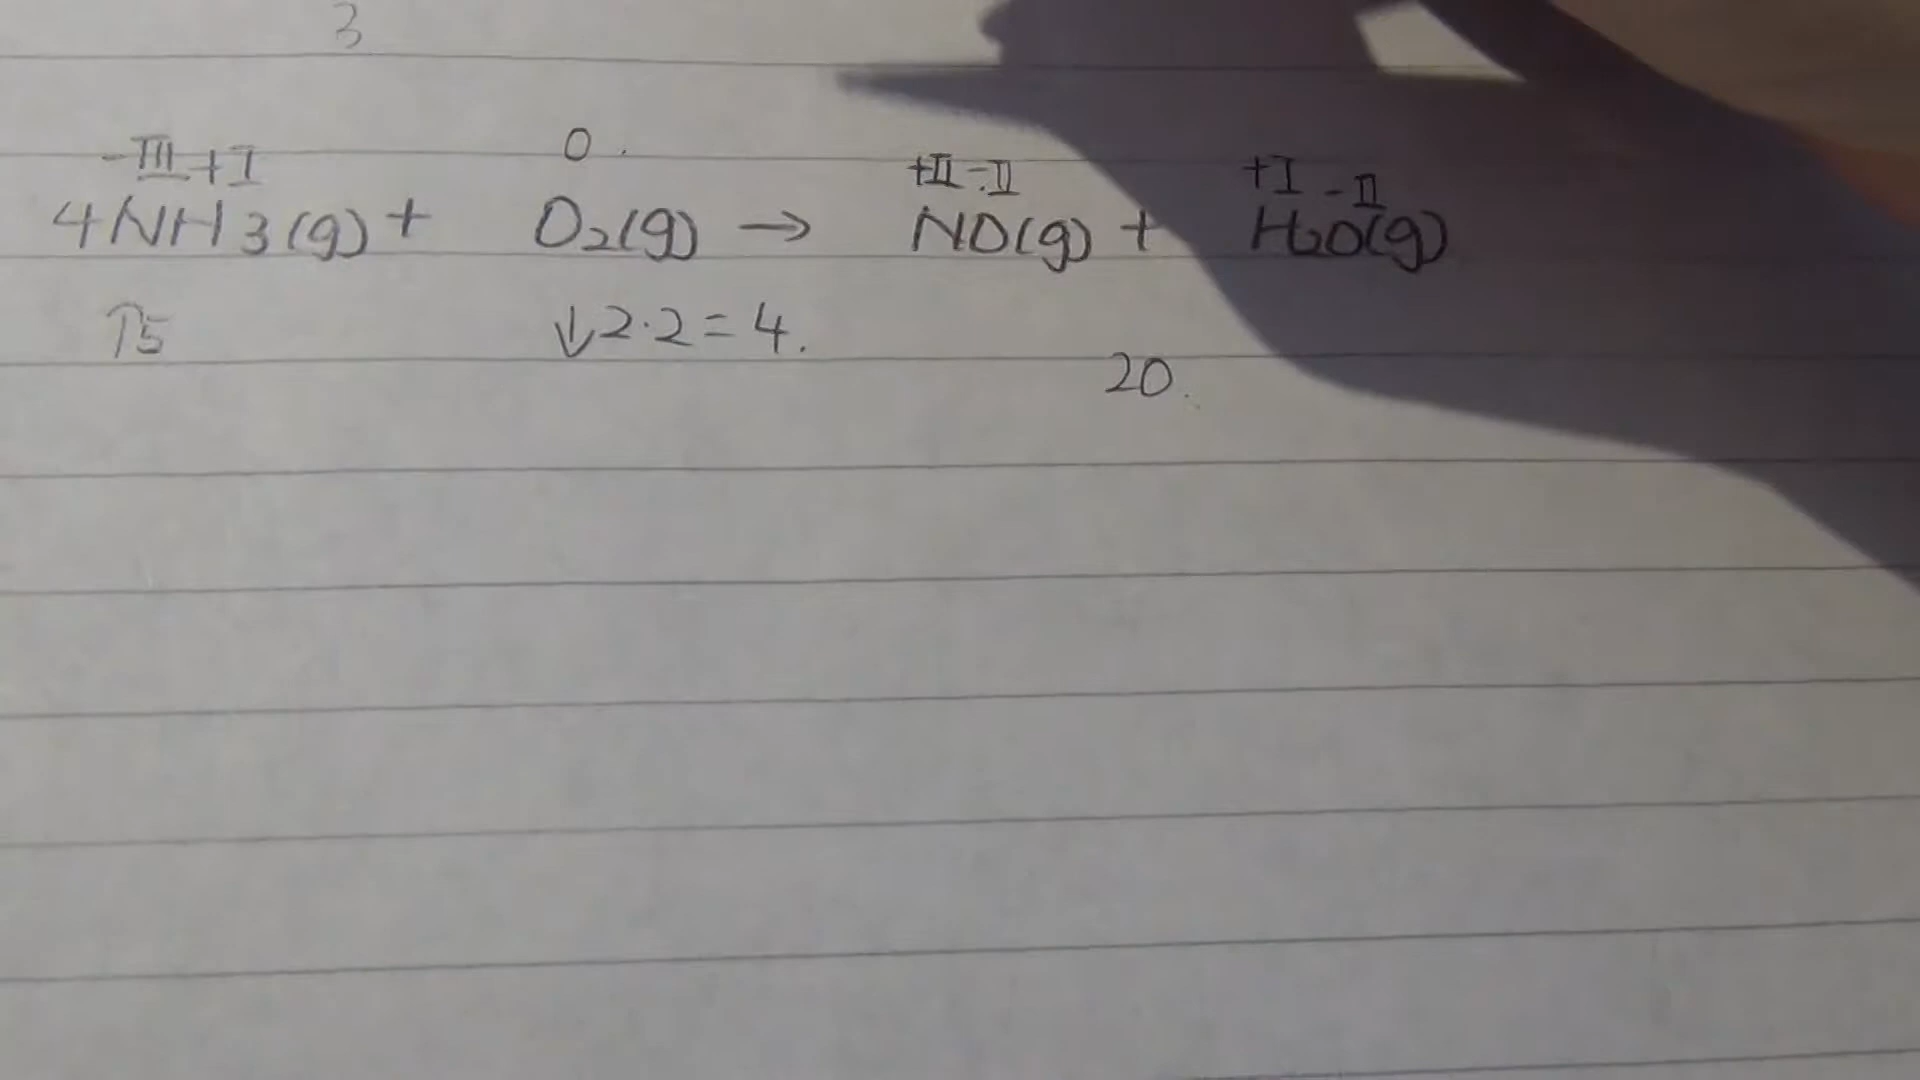 3
-III +I 0. +II -II +I -II
4NH3(g) + O2(g) → NO(g) + H2O(g)
↑5 ↓2·2=4.
20.